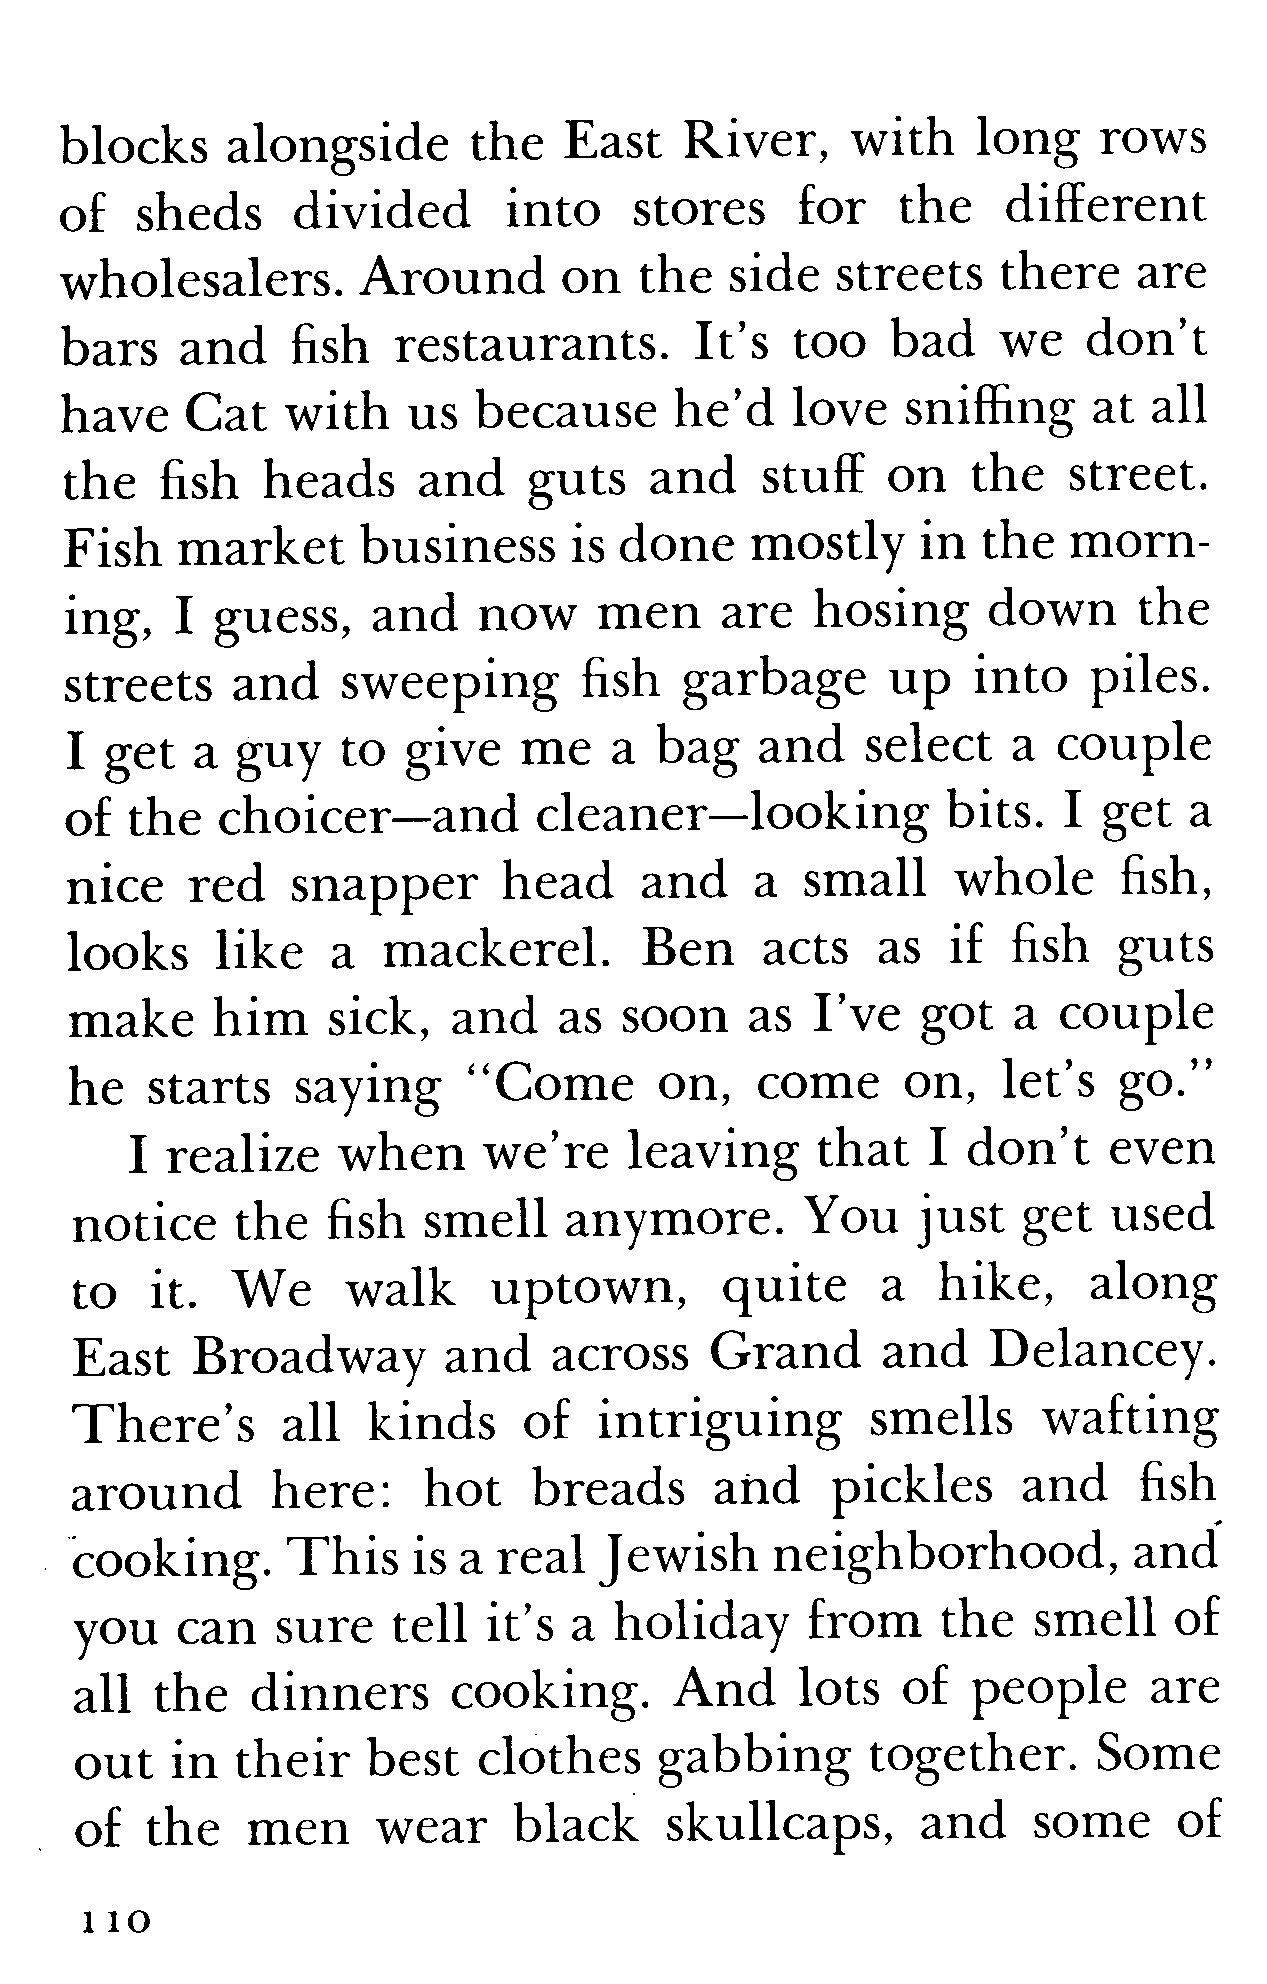 blocks alongside the East River, with long rows
of sheds divided into stores for the different
wholesalers. Around on the side streets there are
bars and fish restaurants. It's too bad we don't
have Cat with us because he'd love sniffing at all
the fish heads and guts and stuff on the street.
Fish market business is done mostly in the morn-
ing, I guess, and now men are hosing down the
streets and sweeping fish garbage up into piles.
I get a guy to give me a bag and select a couple
of the choicer—and cleaner—looking bits. I get a
nice red snapper head and a small whole fish,
looks like a mackerel. Ben acts as if fish guts
make him sick, and as soon as I've got a couple
he starts saying "Come on, come on, let's go."
I realize when we're leaving that I don't even
notice the fish smell anymore. You just get used
to it. We walk uptown, quite a hike, along
East Broadway and across Grand and Delancey.
There's all kinds of intriguing smells wafting
around here: hot breads and pickles and fish
cooking. This is a real Jewish neighborhood, and
you can sure tell it's a holiday from the smell of
all the dinners cooking. And lots of people are
out in their best clothes gabbing together. Some
of the men wear black skullcaps, and some of
110